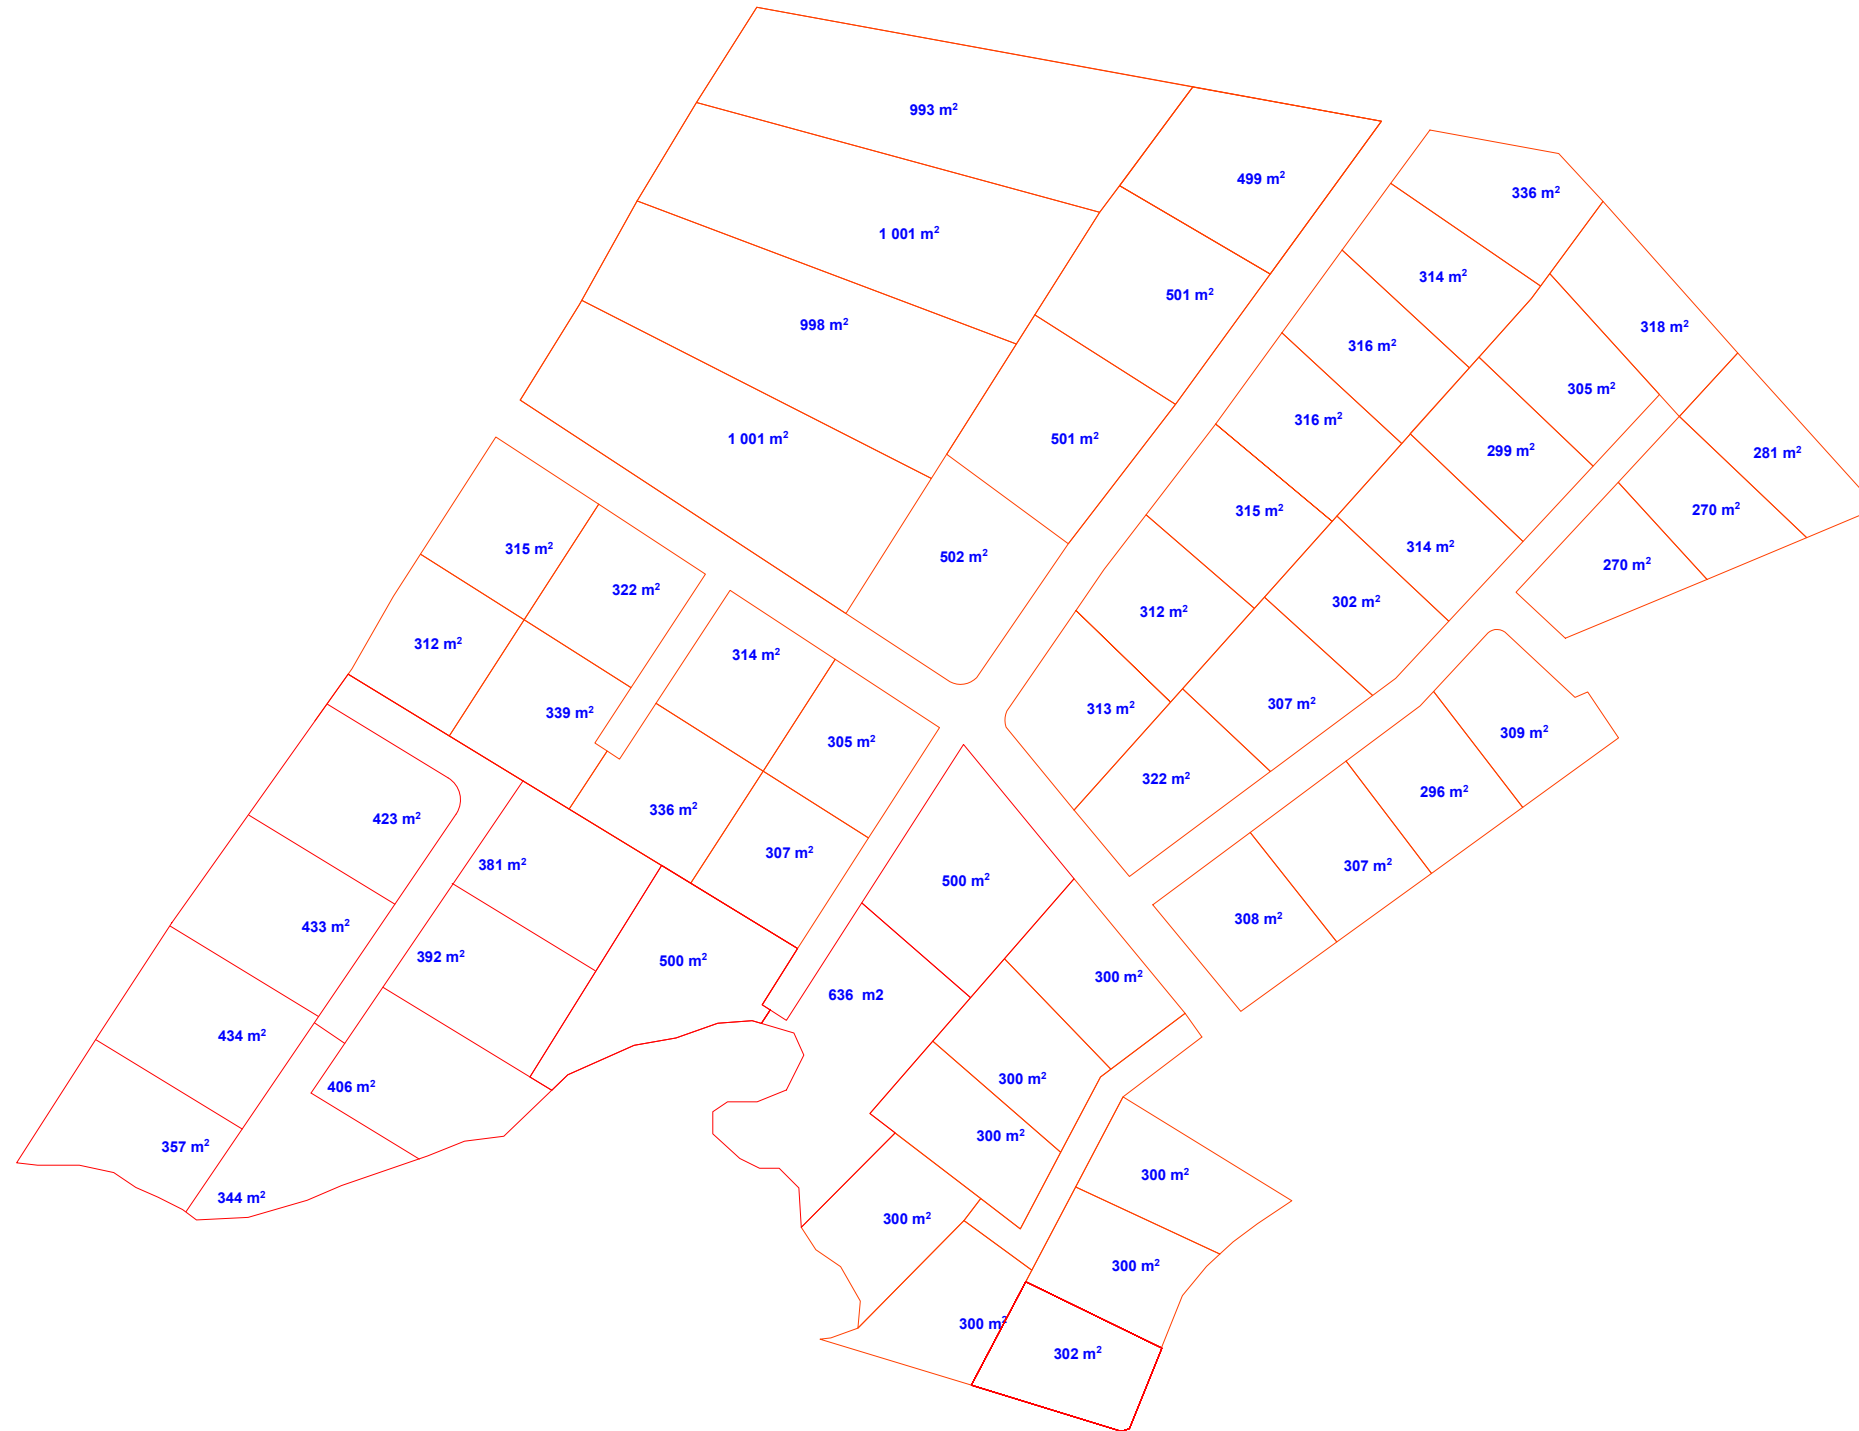 993 m²
499 m²
336 m²
1 001 m²
314 m²
501 m²
998 m²
318 m²
316 m²
305 m²
316 m²
1 001 m²
501 m²
299 m²
281 m²
315 m²
270 m²
315 m²
502 m²
314 m²
270 m²
322 m²
302 m²
312 m²
312 m²
314 m²
339 m²
313 m²
307 m²
305 m²
309 m²
322 m²
296 m²
336 m²
423 m²
307 m²
381 m²
307 m²
500 m²
308 m²
433 m²
392 m²
500 m²
300 m²
636 m2
434 m²
300 m²
406 m²
300 m²
357 m²
300 m²
344 m²
300 m²
300 m²
300 m²
302 m²